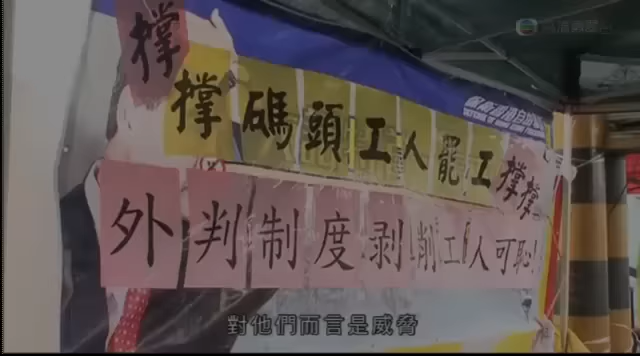 撐
撐碼頭工人罷工撐撐
外判制度剝削工人可恥!
對他們而言是威脅